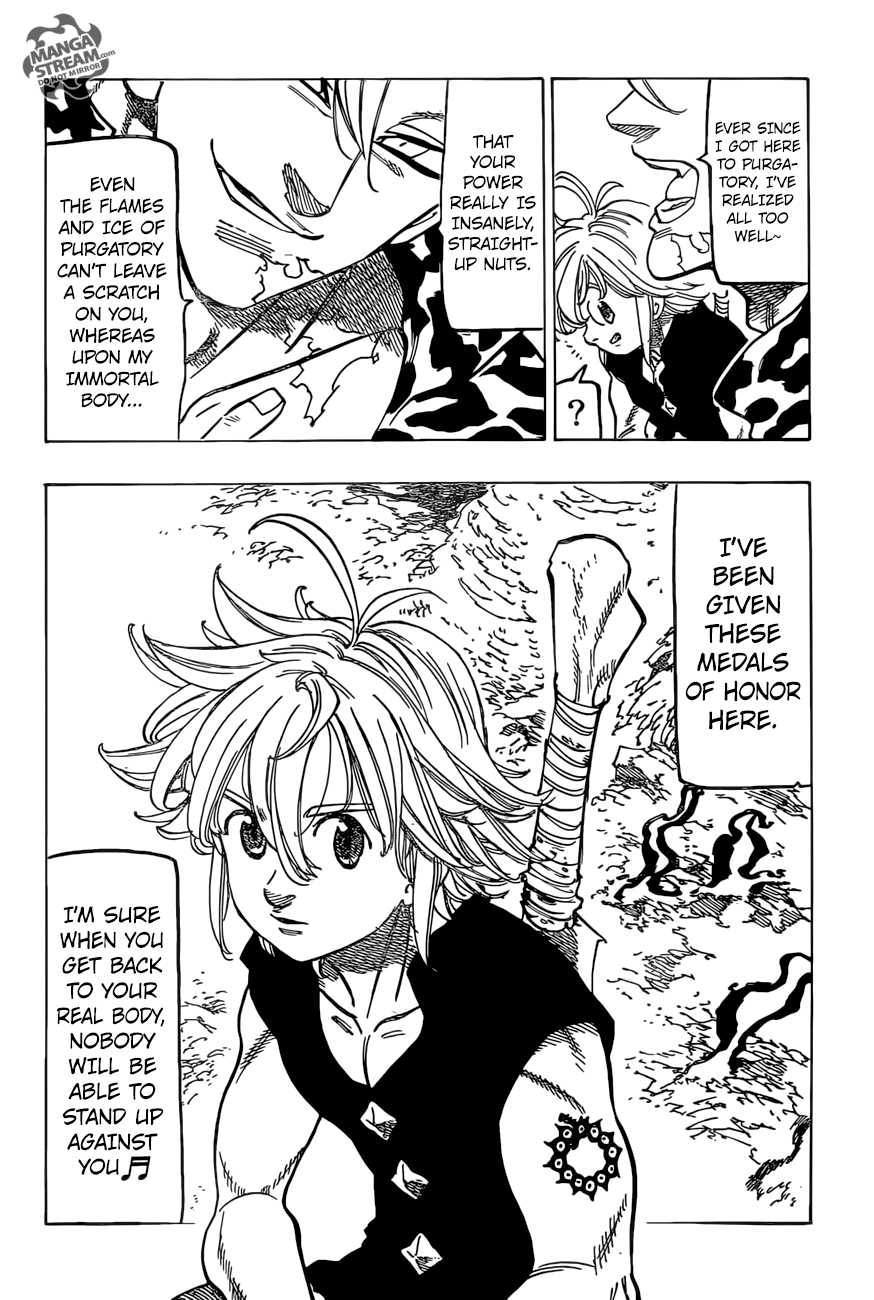 MANGA
STREAM.com
DO NOT MIRROR
EVER SINCE
I GOT HERE
TO PURGA-
TORY, I'VE
REALIZED
ALL TOO
WELL~
?
THAT
YOUR
POWER
REALLY IS
INSANELY,
STRAIGHT-
UP NUTS.
EVEN
THE FLAMES
AND ICE OF
PURGATORY
CAN'T LEAVE
A SCRATCH
ON YOU,
WHEREAS
UPON MY
IMMORTAL
BODY...
I'VE
BEEN
GIVEN
THESE
MEDALS
OF HONOR
HERE.
I'M SURE
WHEN YOU
GET BACK
TO YOUR
REAL BODY,
NOBODY
WILL BE
ABLE TO
STAND UP
AGAINST
YOU♬